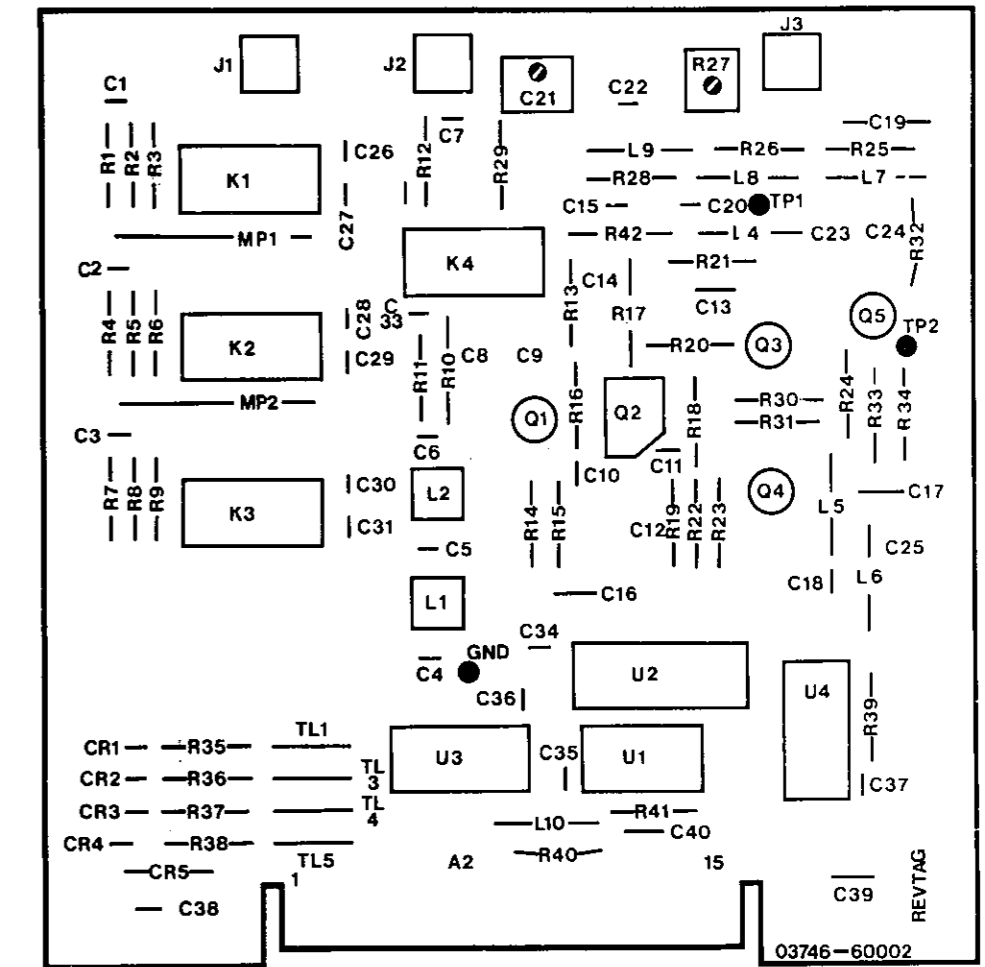 J3
J1
J2
R27
C21
C1
C22
C7
C19
R1
R2
R3
C26
R12
R29
L9
R26
R25
K1
R28
L8
L7
C27
C15
C20
TP1
MP1
R42
L4
C23
C24
R32
C2
K4
R21
C14
R13
C13
R4
R5
R6
C28
C
33
R17
Q5
TP2
K2
C29
R11
R10
C8
C9
R20
Q3
R24
R33
R34
MP2
R16
Q2
R18
R30
R31
Q1
C3
C6
C11
C10
R7
R8
R9
C30
L2
Q4
C17
K3
C31
R14
R15
C12
R19
R22
R23
L5
C5
C25
C18
L6
L1
C16
C34
GND
C4
U2
U4
C36
R39
TL1
CR1
R35
U3
C35
U1
CR2
R36
TL
3
C37
CR3
R37
TL
4
R41
L10
C40
CR4
R38
TL5
R40
CR5
1
A2
15
C39
REVTAG
C38
03746-60002